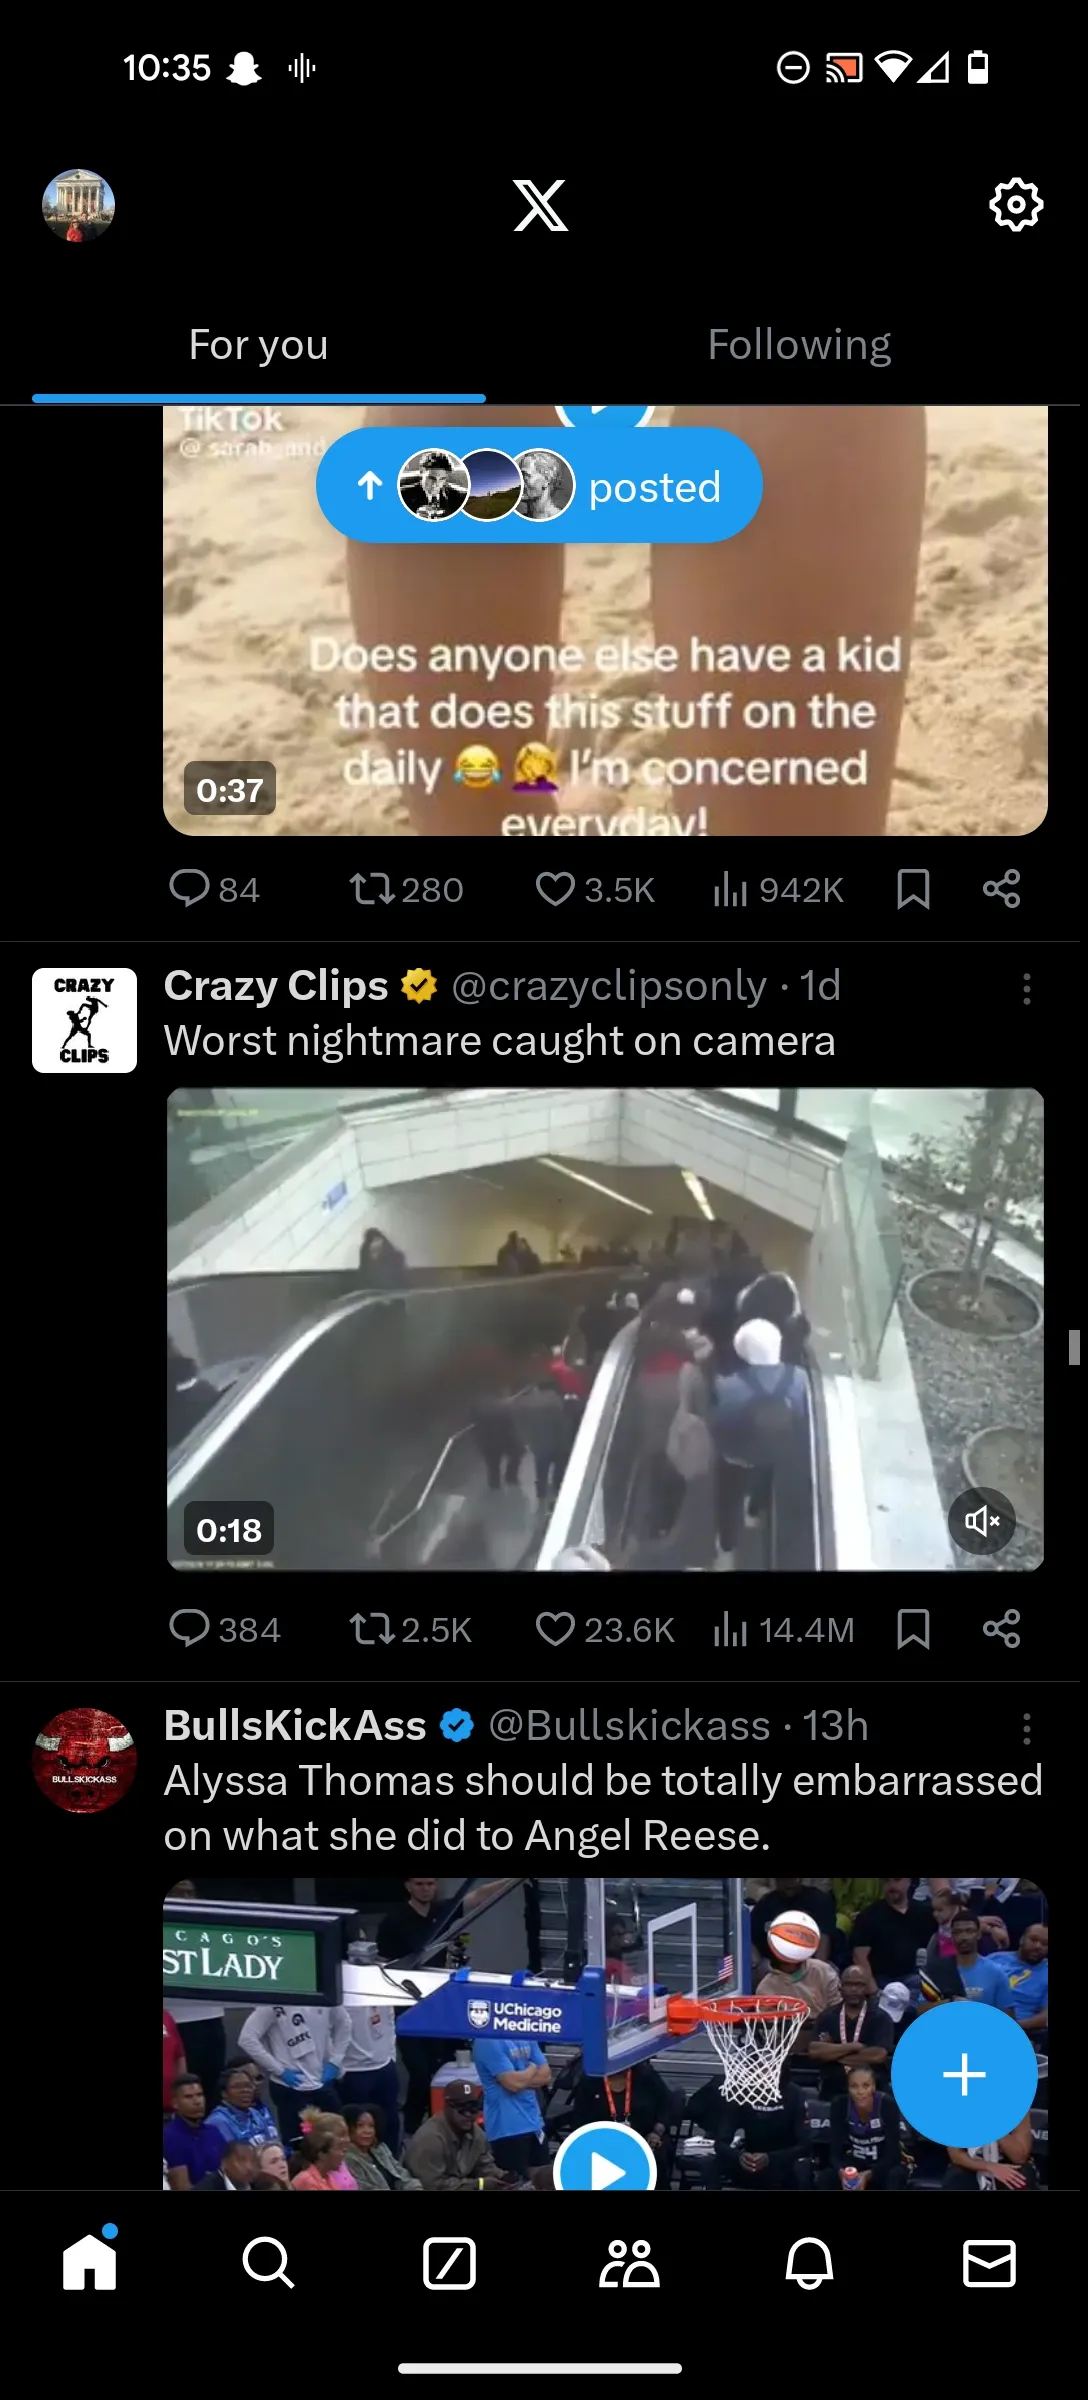 10:35
For you
Following
TikTok
@ sarah_and
posted
Does anyone else have a kid
that does this stuff on the
daily 😂 🤦‍♀️ I'm concerned
everyday!
0:37
84
280
3.5K
942K
CRAZY
CLIPS
Crazy Clips @crazyclipsonly · 1d
Worst nightmare caught on camera
0:18
384
2.5K
23.6K
14.4M
BULLSKICKASS
BullsKickAss @Bullskickass · 13h
Alyssa Thomas should be totally embarrassed
on what she did to Angel Reese.
CAGO'S
ST LADY
UChicago
Medicine
24